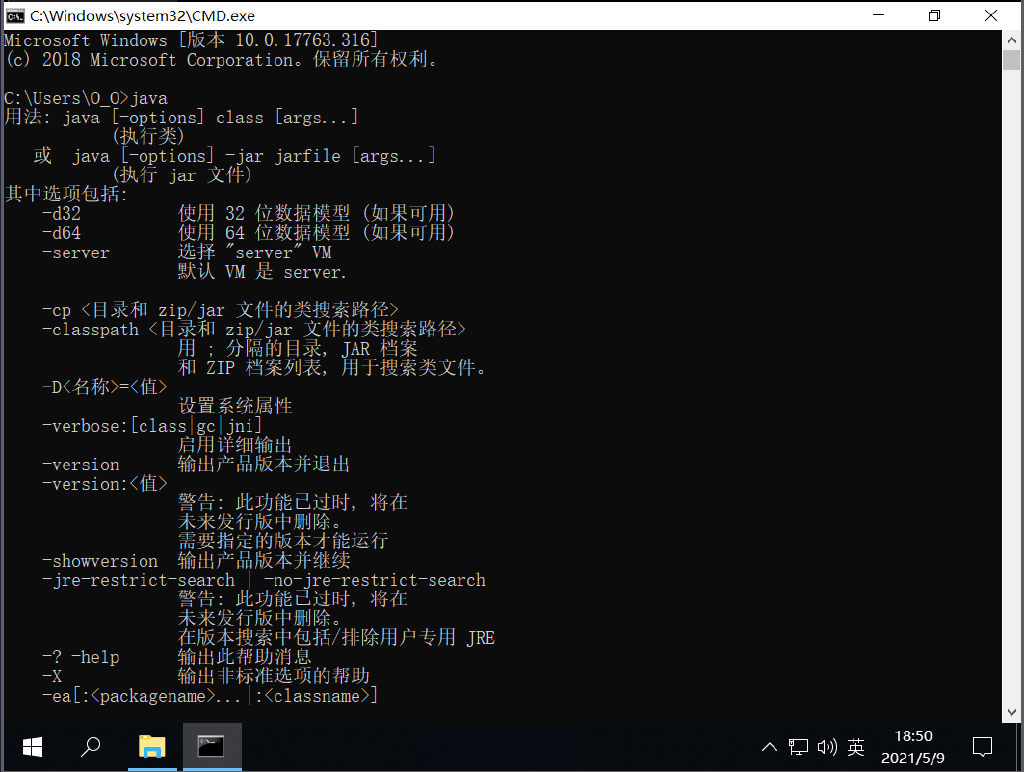 C:\Windows\system32\CMD.exe
Microsoft Windows [版本 10.0.17763.316]
(c) 2018 Microsoft Corporation。保留所有权利。
C:\Users\0_0>java
用法: java [-options] class [args...]
(执行类)
或 java [-options] -jar jarfile [args...]
(执行 jar 文件)
其中选项包括:
-d32 使用 32 位数据模型 (如果可用)
-d64 使用 64 位数据模型 (如果可用)
-server 选择 "server" VM
默认 VM 是 server.
-cp <目录和 zip/jar 文件的类搜索路径>
-classpath <目录和 zip/jar 文件的类搜索路径>
用 ; 分隔的目录, JAR 档案
和 ZIP 档案列表, 用于搜索类文件。
-D<名称>=<值>
设置系统属性
-verbose:[class|gc|jni]
启用详细输出
-version 输出产品版本并退出
-version:<值>
警告: 此功能已过时, 将在
未来发行版中删除。
需要指定的版本才能运行
-showversion 输出产品版本并继续
-jre-restrict-search | -no-jre-restrict-search
警告: 此功能已过时, 将在
未来发行版中删除。
在版本搜索中包括/排除用户专用 JRE
-? -help 输出此帮助消息
-X 输出非标准选项的帮助
-ea[:<packagename>...|:<classname>]
英
18:50
2021/5/9